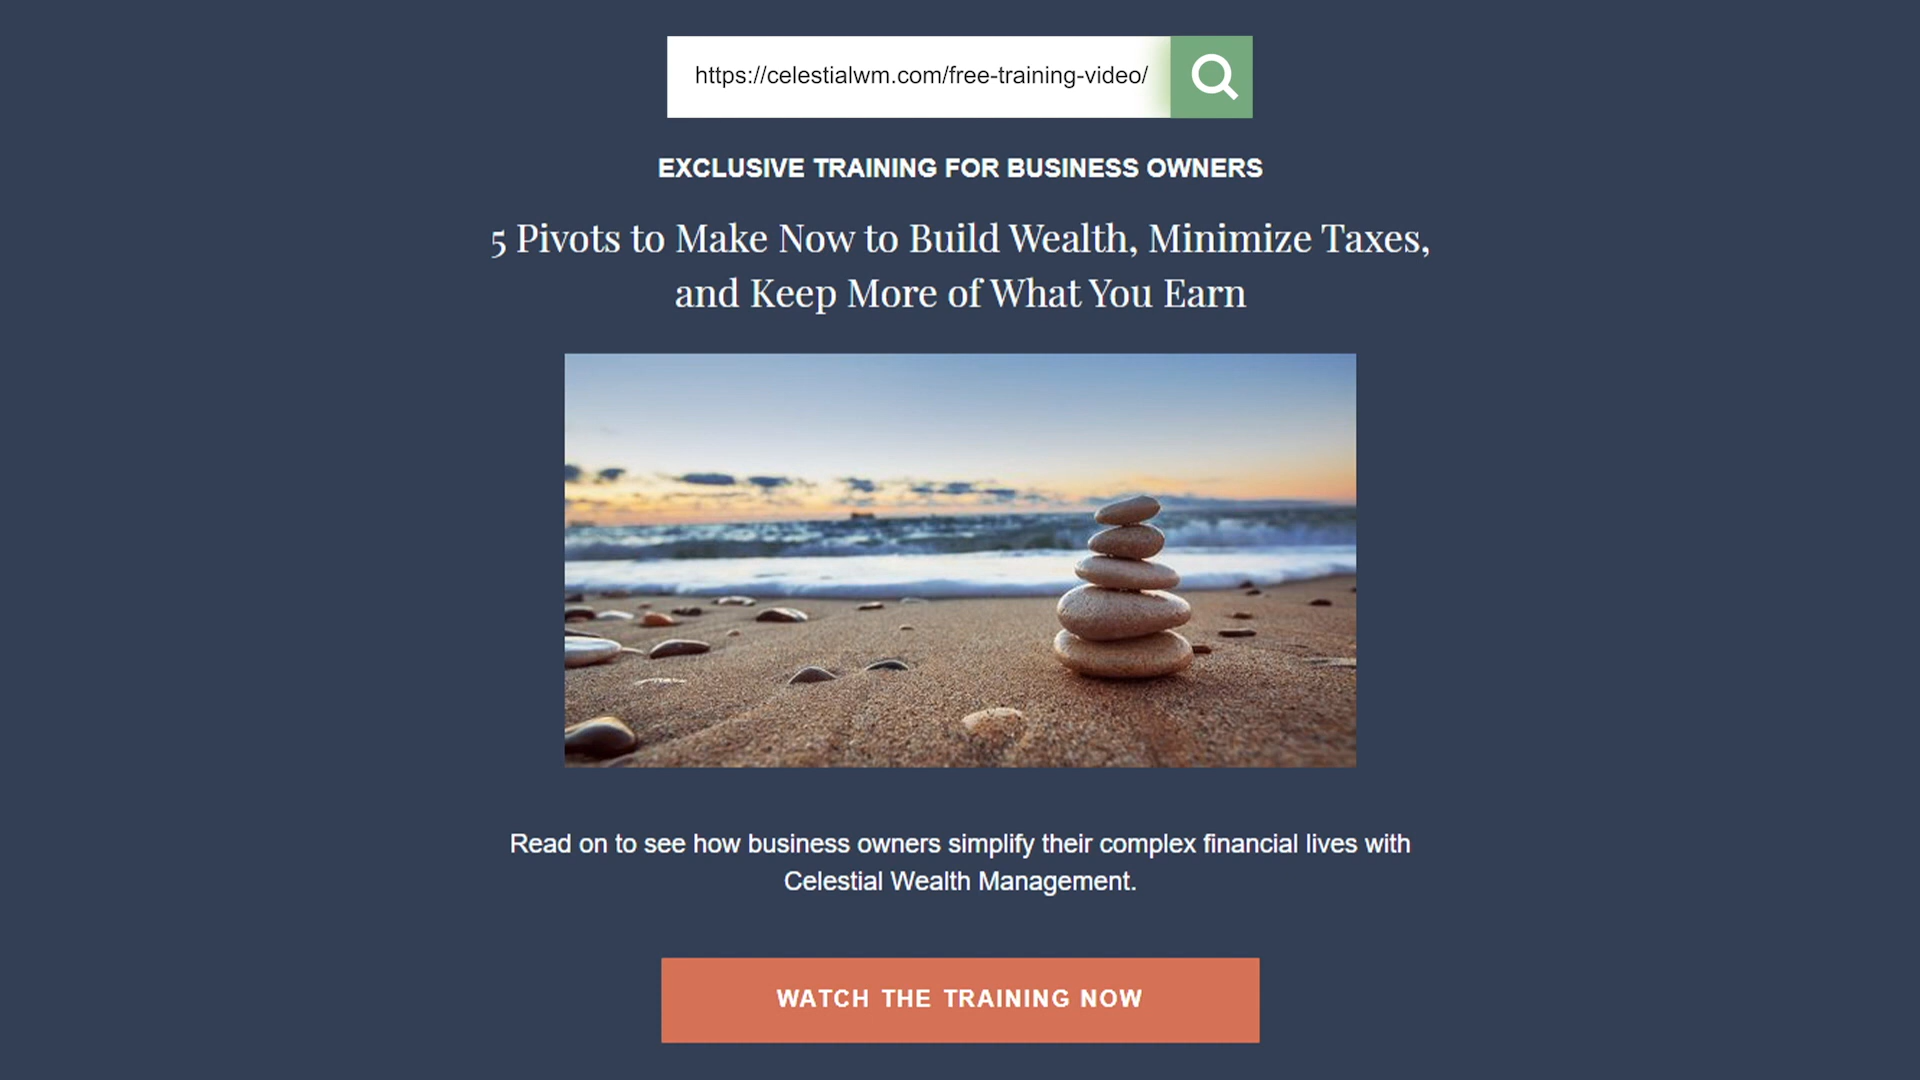 https://celestialwm.com/free-training-video/
EXCLUSIVE TRAINING FOR BUSINESS OWNERS
5 Pivots to Make Now to Build Wealth, Minimize Taxes,
and Keep More of What You Earn
Read on to see how business owners simplify their complex financial lives with
Celestial Wealth Management.
WATCH THE TRAINING NOW